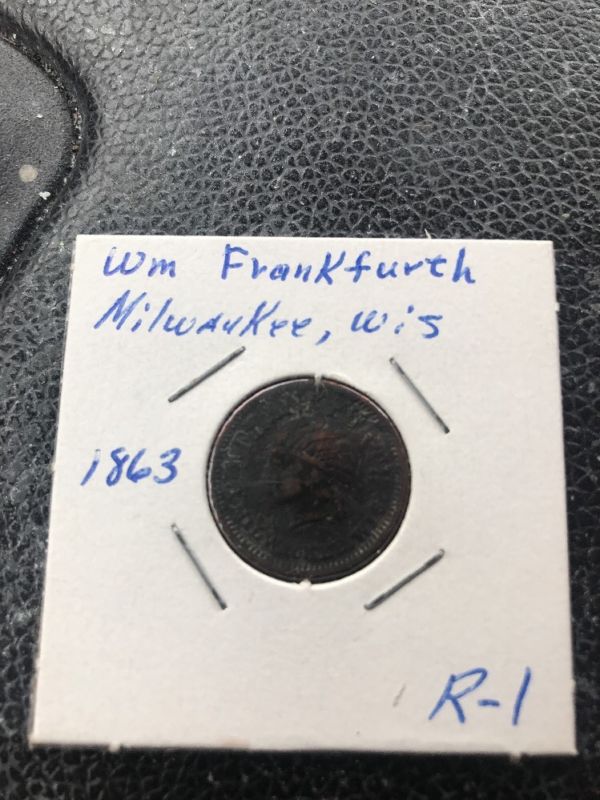 Wm Frankfurth
Milwaukee, Wis
1863
R-1